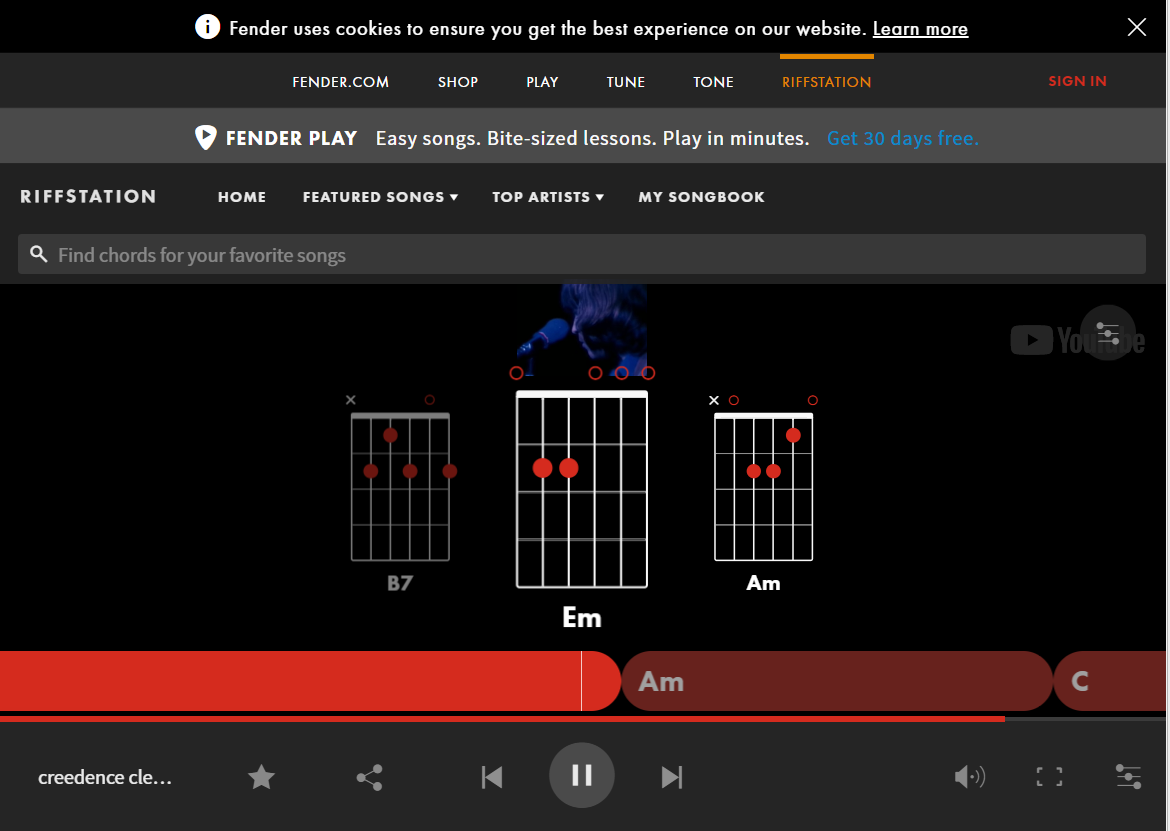 Fender uses cookies to ensure you get the best experience on our website. Learn more
FENDER.COM SHOP PLAY TUNE TONE RIFFSTATION SIGN IN
FENDER PLAY Easy songs. Bite-sized lessons. Play in minutes. Get 30 days free.
RIFFSTATION HOME FEATURED SONGS TOP ARTISTS MY SONGBOOK
Find chords for your favorite songs
YouTube
B7 Em Am
Am C
creedence cle...